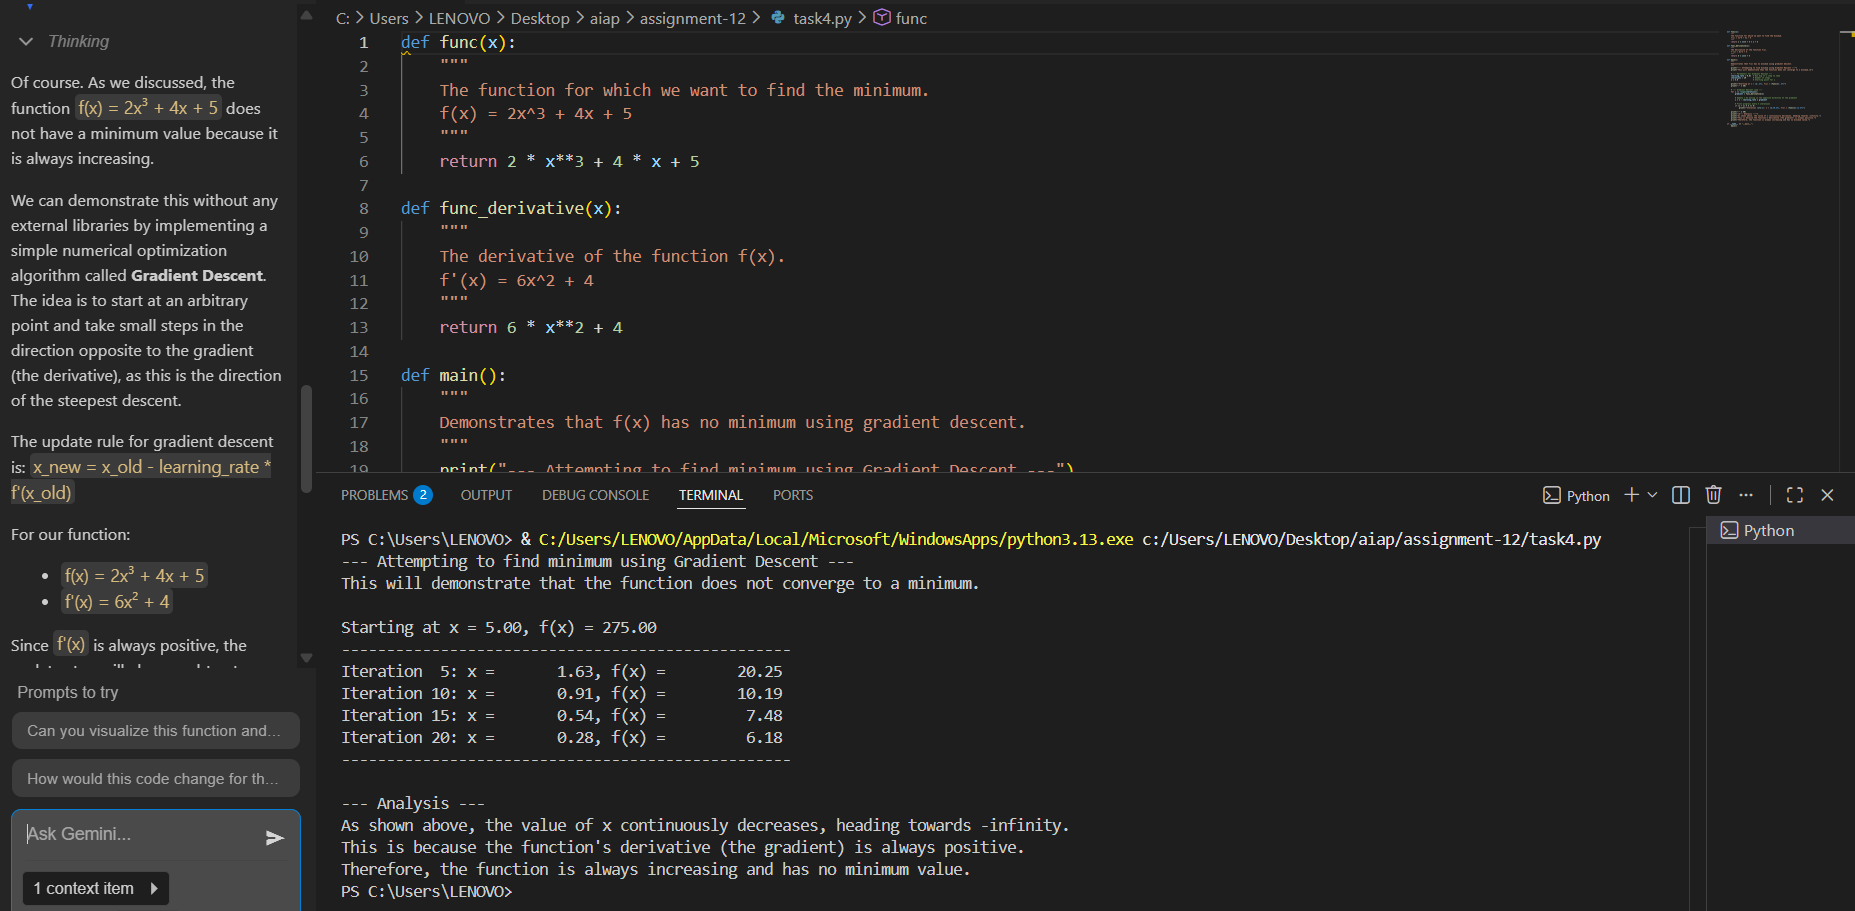 Thinking
Of course. As we discussed, the
function f(x) = 2x³ + 4x + 5 does
not have a minimum value because it
is always increasing.
We can demonstrate this without any
external libraries by implementing a
simple numerical optimization
algorithm called Gradient Descent.
The idea is to start at an arbitrary
point and take small steps in the
direction opposite to the gradient
(the derivative), as this is the direction
of the steepest descent.
The update rule for gradient descent
is: x_new = x_old - learning_rate *
f'(x_old)
For our function:
• f(x) = 2x³ + 4x + 5
• f'(x) = 6x² + 4
Since f'(x) is always positive, the
Prompts to try
Can you visualize this function and...
How would this code change for th...
Ask Gemini...
1 context item
C: > Users > LENOVO > Desktop > aiap > assignment-12 > task4.py > func
1 def func(x):
2 """
3 The function for which we want to find the minimum.
4 f(x) = 2x^3 + 4x + 5
5 """
6 return 2 * x**3 + 4 * x + 5
7
8 def func_derivative(x):
9 """
10 The derivative of the function f(x).
11 f'(x) = 6x^2 + 4
12 """
13 return 6 * x**2 + 4
14
15 def main():
16 """
17 Demonstrates that f(x) has no minimum using gradient descent.
18 """
19 print("--- Attempting to find minimum using Gradient Descent ---")
PROBLEMS 2 OUTPUT DEBUG CONSOLE TERMINAL PORTS
Python
Python
PS C:\Users\LENOVO> & C:/Users/LENOVO/AppData/Local/Microsoft/WindowsApps/python3.13.exe c:/Users/LENOVO/Desktop/aiap/assignment-12/task4.py
--- Attempting to find minimum using Gradient Descent ---
This will demonstrate that the function does not converge to a minimum.
Starting at x = 5.00, f(x) = 275.00
--------------------------------------------------
Iteration  5: x =       1.63, f(x) =        20.25
Iteration 10: x =       0.91, f(x) =        10.19
Iteration 15: x =       0.54, f(x) =         7.48
Iteration 20: x =       0.28, f(x) =         6.18
--------------------------------------------------
--- Analysis ---
As shown above, the value of x continuously decreases, heading towards -infinity.
This is because the function's derivative (the gradient) is always positive.
Therefore, the function is always increasing and has no minimum value.
PS C:\Users\LENOVO>